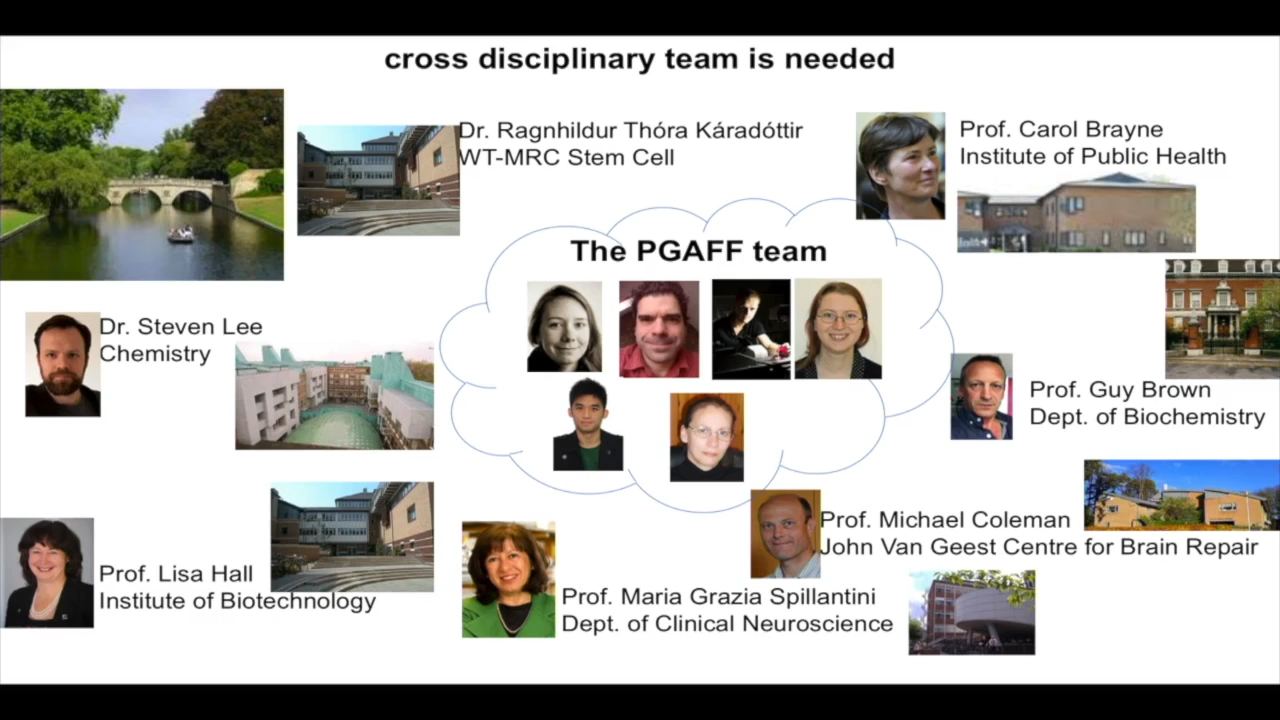 cross disciplinary team is needed
Dr. Ragnhildur Thóra Káradóttir
WT-MRC Stem Cell
Prof. Carol Brayne
Institute of Public Health
The PGAFF team
Dr. Steven Lee
Chemistry
Prof. Guy Brown
Dept. of Biochemistry
Prof. Michael Coleman
John Van Geest Centre for Brain Repair
Prof. Lisa Hall
Institute of Biotechnology
Prof. Maria Grazia Spillantini
Dept. of Clinical Neuroscience